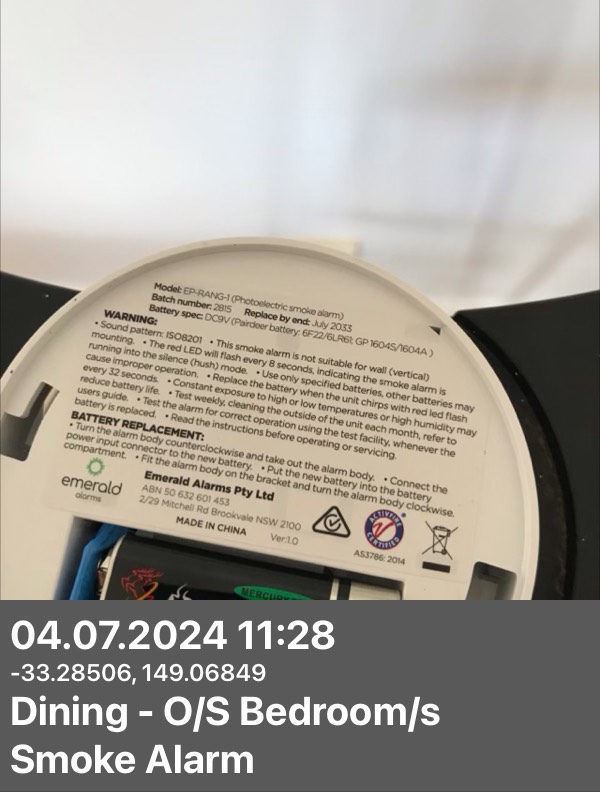 Model: EP-RANG-1 (Photoelectric smoke alarm)
Batch number: 2815 Replace by end: July 2033
Battery spec: DC9V (Pairdeer battery: 6F22/6LR61; GP 1604S/1604A )
WARNING:
• Sound pattern: ISO8201 • This smoke alarm is not suitable for wall (vertical)
mounting. • The red LED will flash every 8 seconds, indicating the smoke alarm is
running into the silence (hush) mode. • Use only specified batteries, other batteries may
cause improper operation. • Replace the battery when the unit chirps with red led flash
every 32 seconds. • Constant exposure to high or low temperatures or high humidity may
reduce battery life. • Test weekly, cleaning the outside of the unit each month, refer to
users guide. • Test the alarm for correct operation using the test facility, whenever the
battery is replaced. • Read the instructions before operating or servicing.
BATTERY REPLACEMENT:
• Turn the alarm body counterclockwise and take out the alarm body. • Connect the
power input connector to the new battery. • Put the new battery into the battery
compartment. • Fit the alarm body on the bracket and turn the alarm body clockwise.
emerald
alarms
Emerald Alarms Pty Ltd
ABN 50 632 601 453
2/29 Mitchell Rd Brookvale NSW 2100
MADE IN CHINA Ver:1.0
ACTIVFIRE
CERTIFIED
AS3786: 2014
MERCURY
04.07.2024 11:28
-33.28506, 149.06849
Dining - O/S Bedroom/s
Smoke Alarm